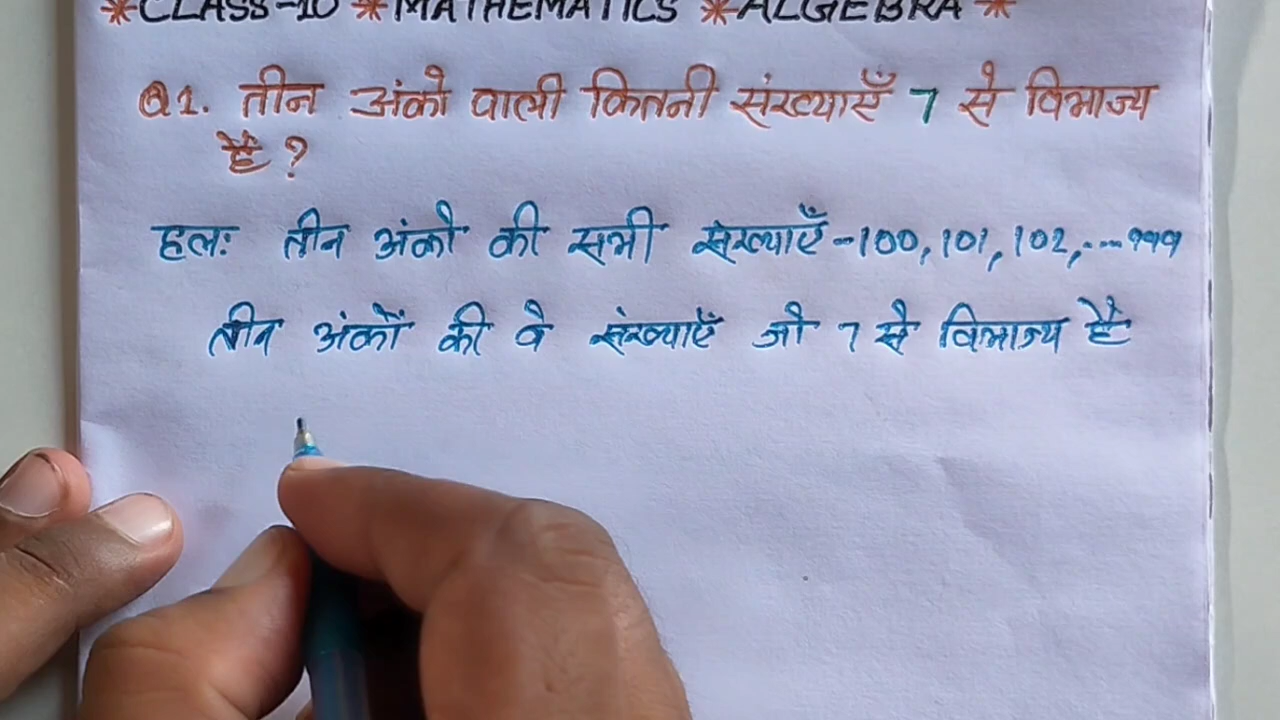 *CLASS-10 *MATHEMATICS *ALGEBRA *
Q1. तीन अंको वाली कितनी संख्याएँ 7 से विभाज्य
है ?
हलः तीन अंको की सभी संख्याएँ -100, 101, 102, .... 999
तीन अंकों की वे संख्याएँ जो 7 से विभाज्य है